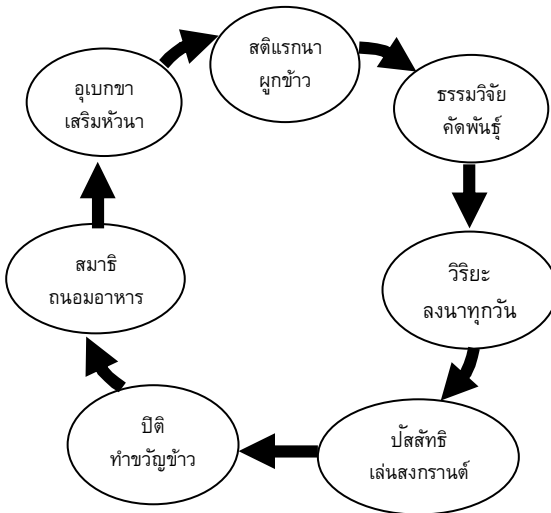 สติแรกนา
ผูกข้าว
ธรรมวิจัย
คัดพันธุ์
วิริยะ
ลงนาทุกวัน
ปัสสัทธิ
เล่นสงกรานต์
ปีติ
ทำขวัญข้าว
สมาธิ
ถนอมอาหาร
อุเบกขา
เสริมหัวนา